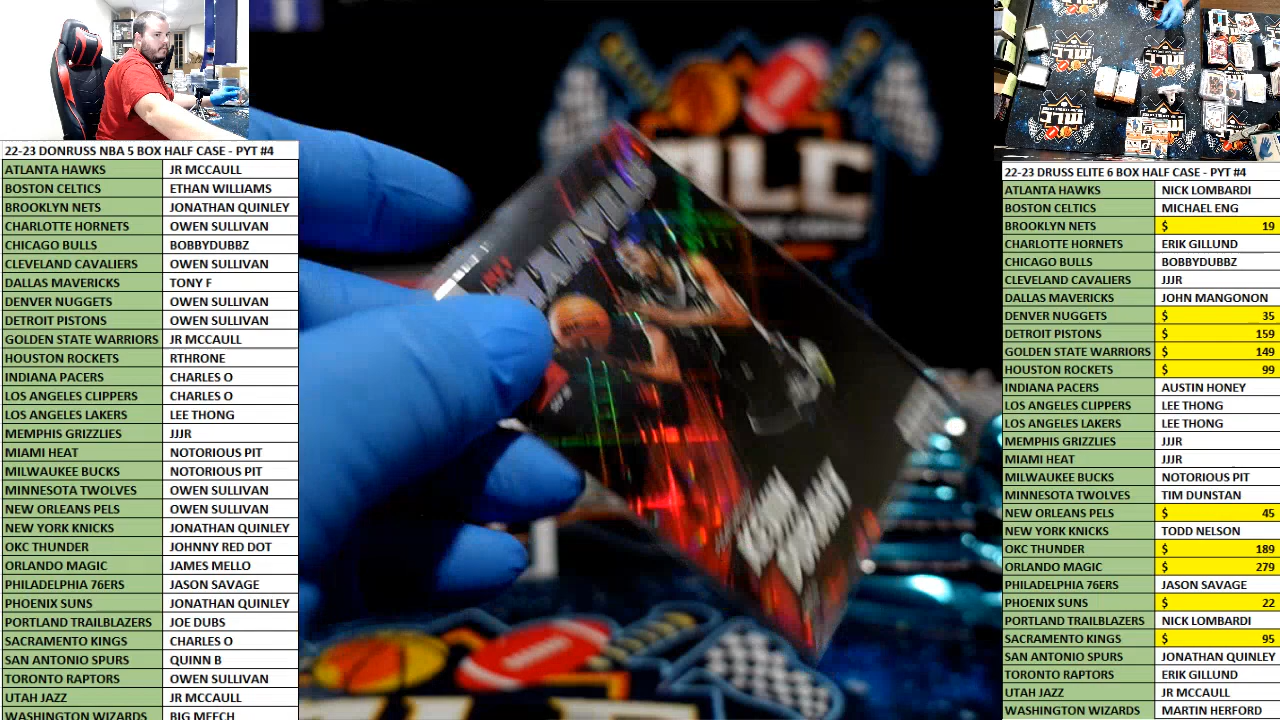 22-23 DONRUSS NBA 5 BOX HALF CASE - PYT #4
ATLANTA HAWKS JR MCCAULL
BOSTON CELTICS ETHAN WILLIAMS
BROOKLYN NETS JONATHAN QUINLEY
CHARLOTTE HORNETS OWEN SULLIVAN
CHICAGO BULLS BOBBYDUBBZ
CLEVELAND CAVALIERS OWEN SULLIVAN
DALLAS MAVERICKS TONY F
DENVER NUGGETS OWEN SULLIVAN
DETROIT PISTONS OWEN SULLIVAN
GOLDEN STATE WARRIORS JR MCCAULL
HOUSTON ROCKETS RTHRONE
INDIANA PACERS CHARLES O
LOS ANGELES CLIPPERS CHARLES O
LOS ANGELES LAKERS LEE THONG
MEMPHIS GRIZZLIES JJJR
MIAMI HEAT NOTORIOUS PIT
MILWAUKEE BUCKS NOTORIOUS PIT
MINNESOTA TWOLVES OWEN SULLIVAN
NEW ORLEANS PELS OWEN SULLIVAN
NEW YORK KNICKS JONATHAN QUINLEY
OKC THUNDER JOHNNY RED DOT
ORLANDO MAGIC JAMES MELLO
PHILADELPHIA 76ERS JASON SAVAGE
PHOENIX SUNS JONATHAN QUINLEY
PORTLAND TRAILBLAZERS JOE DUBS
SACRAMENTO KINGS CHARLES O
SAN ANTONIO SPURS QUINN B
TORONTO RAPTORS OWEN SULLIVAN
UTAH JAZZ JR MCCAULL
WASHINGTON WIZARDS BIG MEECH
MLC
22-23 DRUSS ELITE 6 BOX HALF CASE - PYT #4
ATLANTA HAWKS NICK LOMBARDI
BOSTON CELTICS MICHAEL ENG
BROOKLYN NETS $ 19
CHARLOTTE HORNETS ERIK GILLUND
CHICAGO BULLS BOBBYDUBBZ
CLEVELAND CAVALIERS JJJR
DALLAS MAVERICKS JOHN MANGONON
DENVER NUGGETS $ 35
DETROIT PISTONS $ 159
GOLDEN STATE WARRIORS $ 149
HOUSTON ROCKETS $ 99
INDIANA PACERS AUSTIN HONEY
LOS ANGELES CLIPPERS LEE THONG
LOS ANGELES LAKERS LEE THONG
MEMPHIS GRIZZLIES JJJR
MIAMI HEAT JJJR
MILWAUKEE BUCKS NOTORIOUS PIT
MINNESOTA TWOLVES TIM DUNSTAN
NEW ORLEANS PELS $ 45
NEW YORK KNICKS TODD NELSON
OKC THUNDER $ 189
ORLANDO MAGIC $ 279
PHILADELPHIA 76ERS JASON SAVAGE
PHOENIX SUNS $ 22
PORTLAND TRAILBLAZERS NICK LOMBARDI
SACRAMENTO KINGS $ 95
SAN ANTONIO SPURS JONATHAN QUINLEY
TORONTO RAPTORS ERIK GILLUND
UTAH JAZZ JR MCCAULL
WASHINGTON WIZARDS MARTIN HERFORD